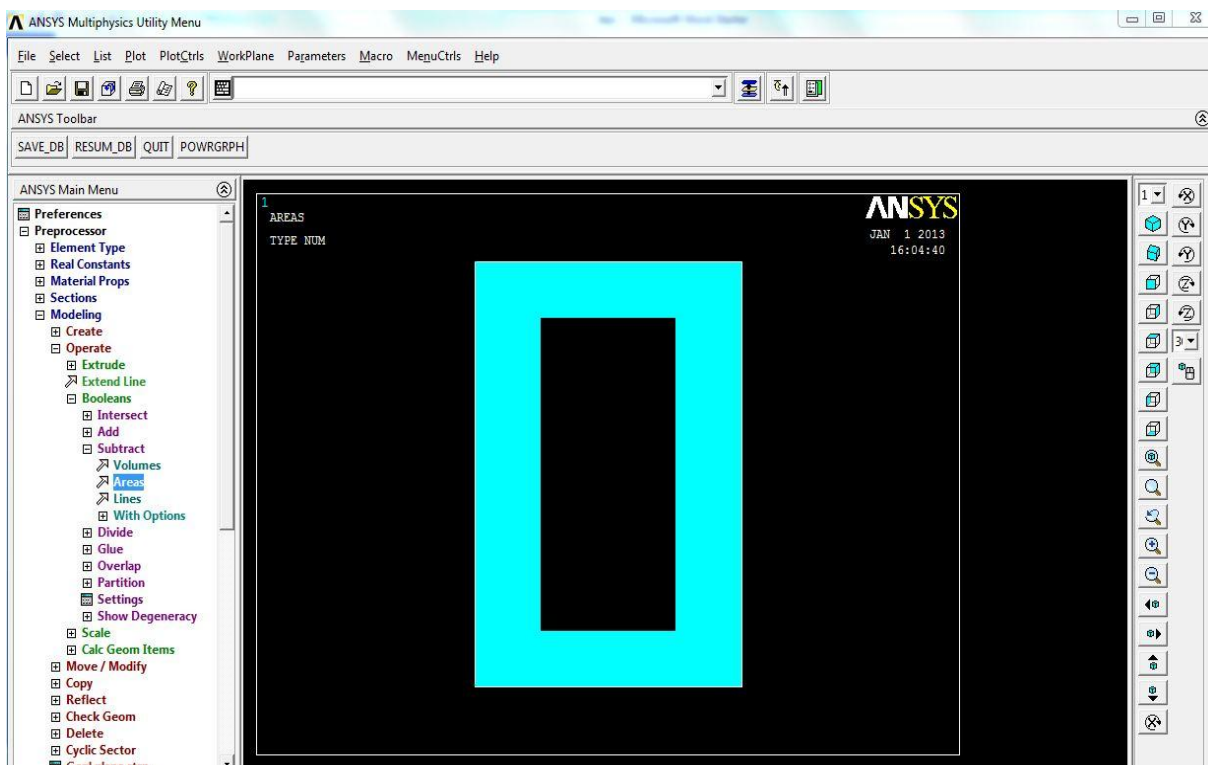 ANSYS Multiphysics Utility Menu
File Select List Plot PlotCtrls WorkPlane Parameters Macro MenuCtrls Help
ANSYS Toolbar
SAVE_DB RESUM_DB QUIT POWRGRPH
ANSYS Main Menu
Preferences
Preprocessor
Element Type
Real Constants
Material Props
Sections
Modeling
Create
Operate
Extrude
Extend Line
Booleans
Intersect
Add
Subtract
Volumes
Areas
Lines
With Options
Divide
Glue
Overlap
Partition
Settings
Show Degeneracy
Scale
Calc Geom Items
Move / Modify
Copy
Reflect
Check Geom
Delete
Cyclic Sector
1
AREAS
TYPE NUM
ANSYS
JAN 1 2013
16:04:40
1